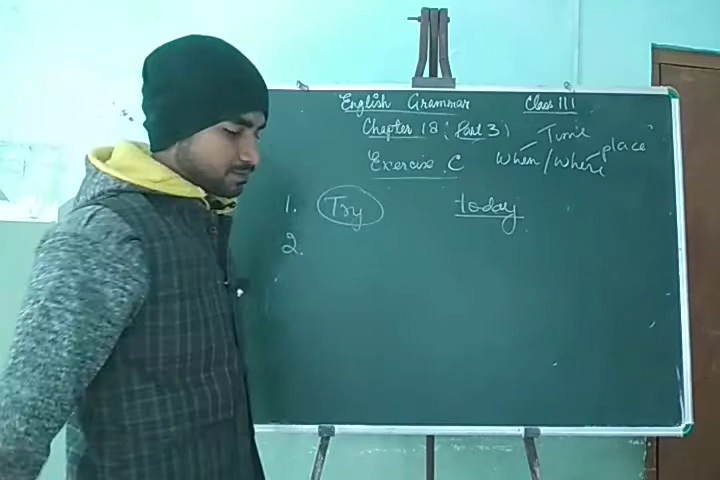 English Grammar Class III
Chapter 18 (Part 3)
Time
place
Exercise C When / Where
1. Try today
2.